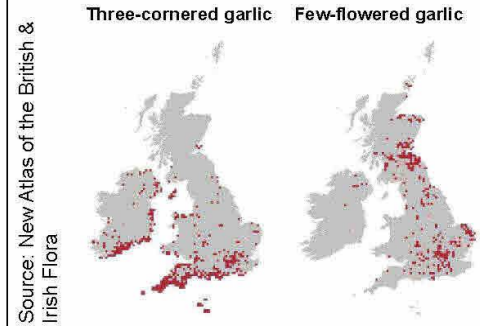 Three-cornered garlic Few-flowered garlic
Source: New Atlas of the British &
Irish Flora